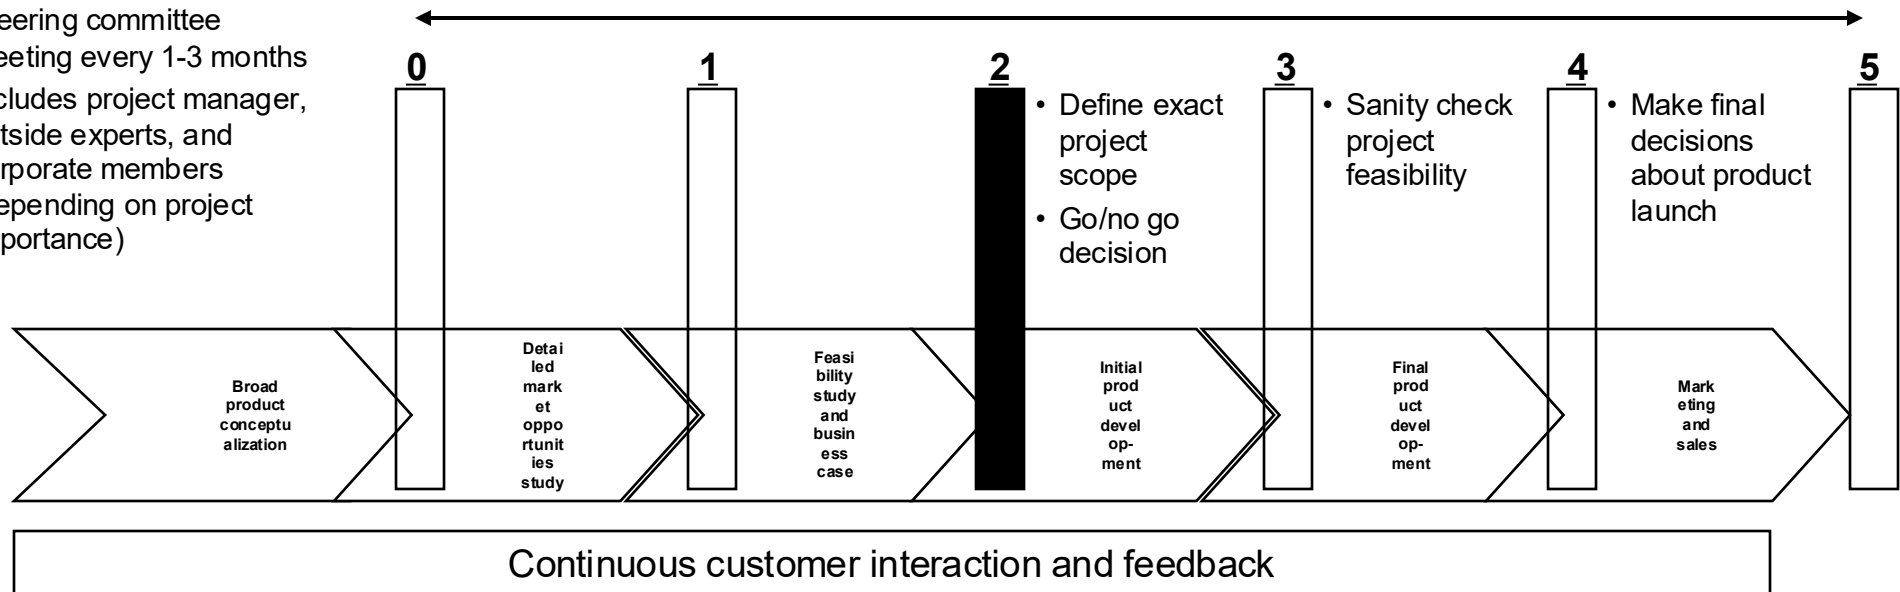 eering committee
eeting every 1-3 months
cludes project manager,
tside experts, and
rporate members
epending on project
portance)
0
1
2
3
4
5
• Define exact
project
scope
• Go/no go
decision
• Sanity check
project
feasibility
• Make final
decisions
about product
launch
Broad
product
conceptu
alization
Detai
led
mark
et
oppo
rtunit
ies
study
Feasi
bility
study
and
busin
ess
case
Initial
prod
uct
devel
op-
ment
Final
prod
uct
devel
op-
ment
Mark
eting
and
sales
Continuous customer interaction and feedback